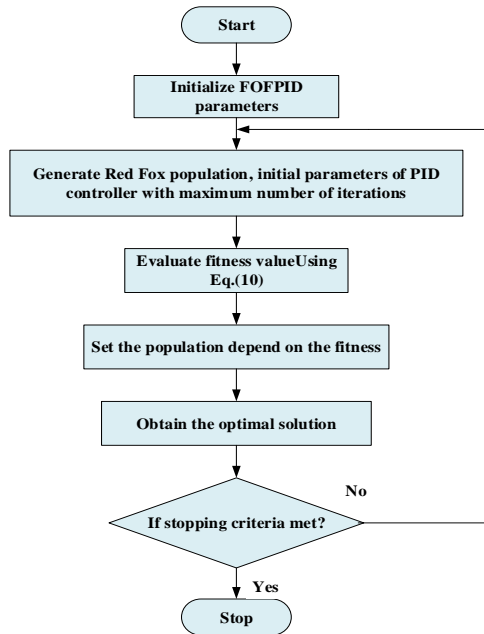 Start
Initialize FOFPID
parameters
Generate Red Fox population, initial parameters of PID
controller with maximum number of iterations
Evaluate fitness valueUsing
Eq.(10)
Set the population depend on the fitness
Obtain the optimal solution
No
If stopping criteria met?
Yes
Stop